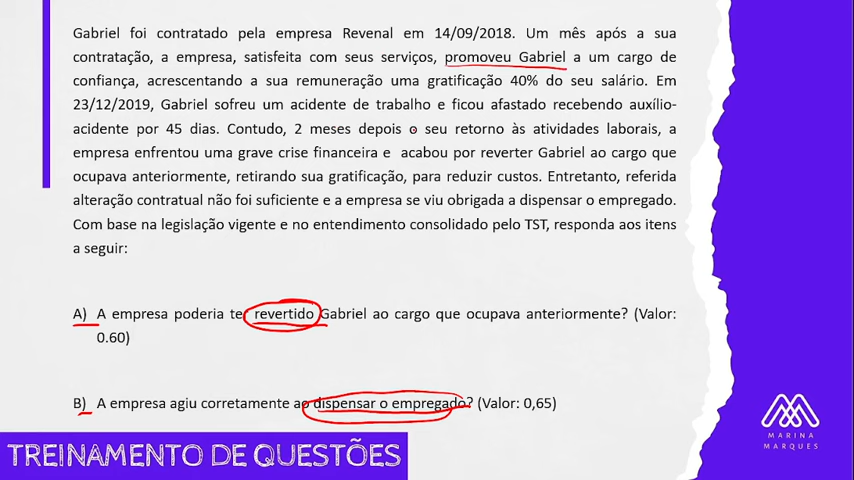 Gabriel foi contratado pela empresa Revenal em 14/09/2018. Um mês após a sua
contratação, a empresa, satisfeita com seus serviços, promoveu Gabriel a um cargo de
confiança, acrescentando a sua remuneração uma gratificação 40% do seu salário. Em
23/12/2019, Gabriel sofreu um acidente de trabalho e ficou afastado recebendo auxílio-
acidente por 45 dias. Contudo, 2 meses depois o seu retorno às atividades laborais, a
empresa enfrentou uma grave crise financeira e acabou por reverter Gabriel ao cargo que
ocupava anteriormente, retirando sua gratificação, para reduzir custos. Entretanto, referida
alteração contratual não foi suficiente e a empresa se viu obrigada a dispensar o empregado.
Com base na legislação vigente e no entendimento consolidado pelo TST, responda aos itens
a seguir:
A) A empresa poderia te revertido Gabriel ao cargo que ocupava anteriormente? (Valor:
0.60)
B) A empresa agiu corretamente ao dispensar o empregado? (Valor: 0,65)
TREINAMENTO DE QUESTÕES
MARINA
MARQUES